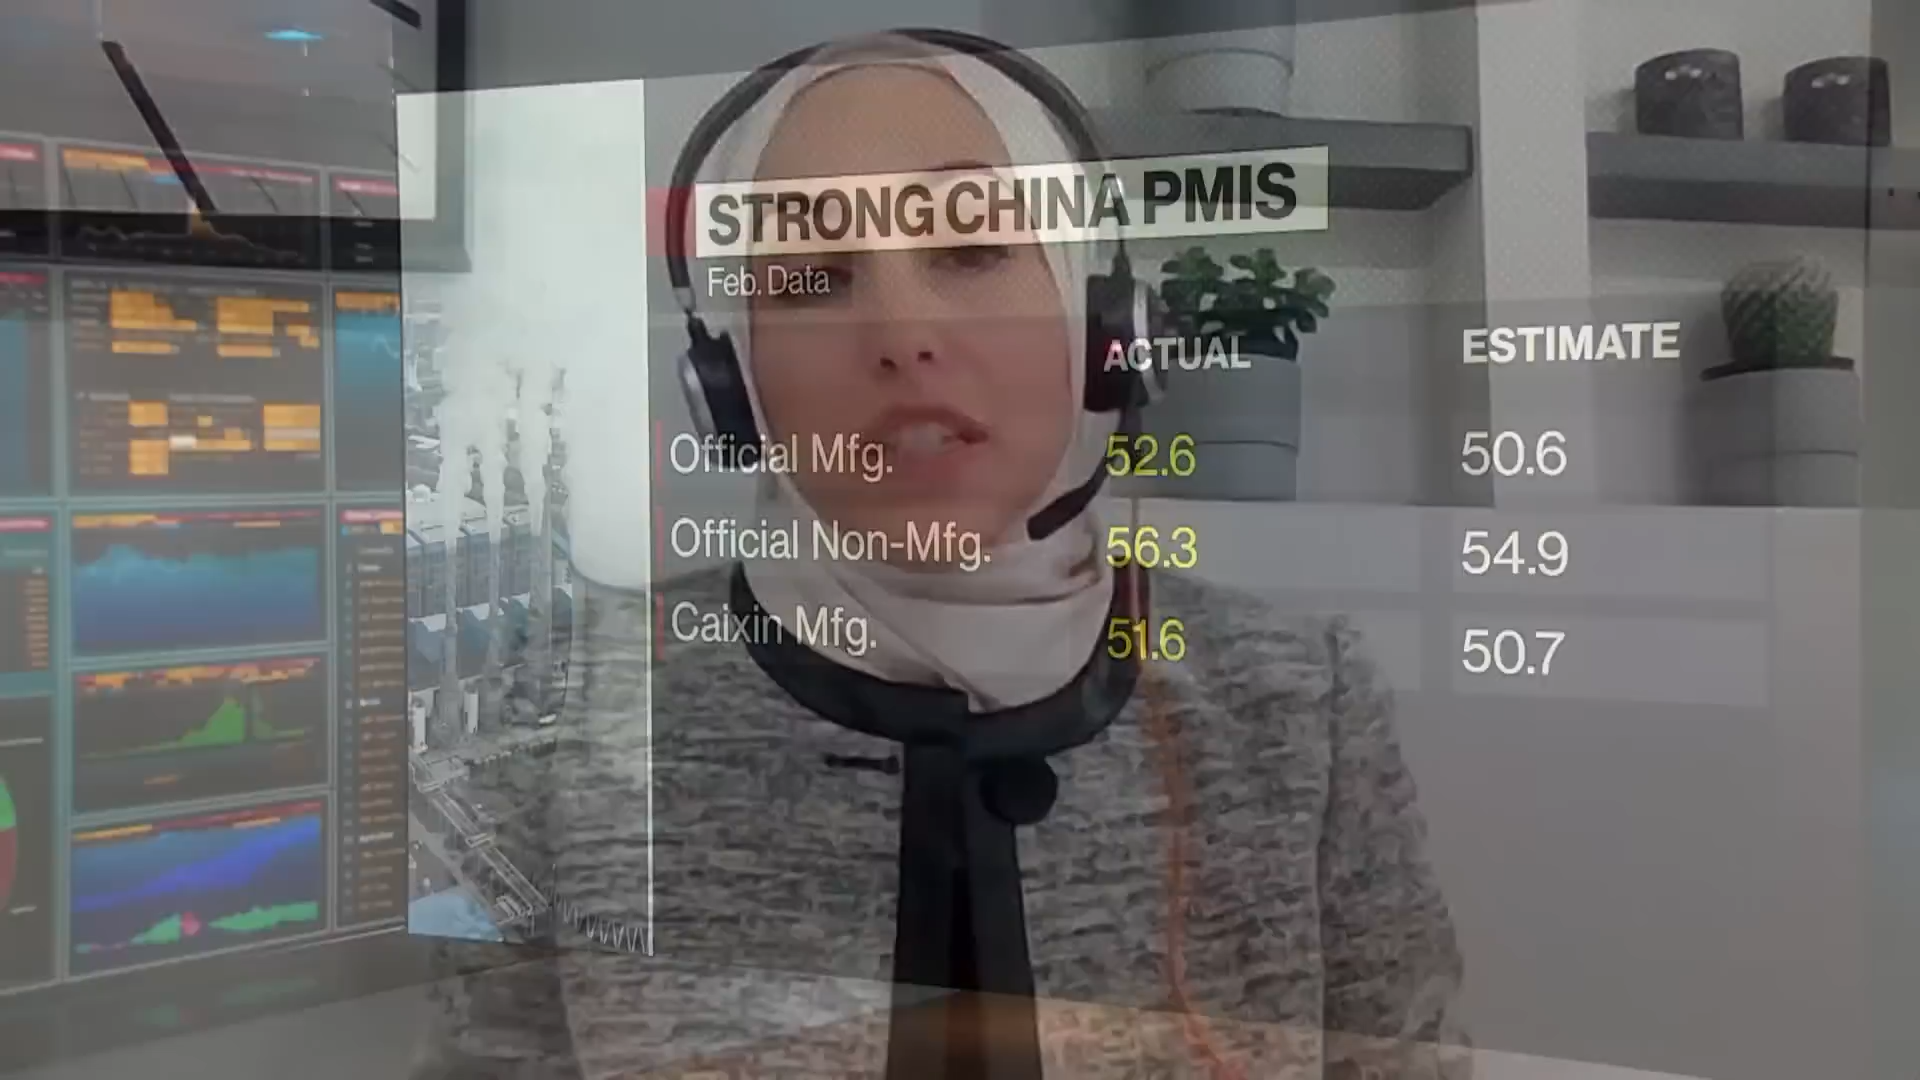 STRONG CHINA PMIS
Feb. Data
ACTUAL ESTIMATE
Official Mfg. 52.6 50.6
Official Non-Mfg. 56.3 54.9
Caixin Mfg. 51.6 50.7